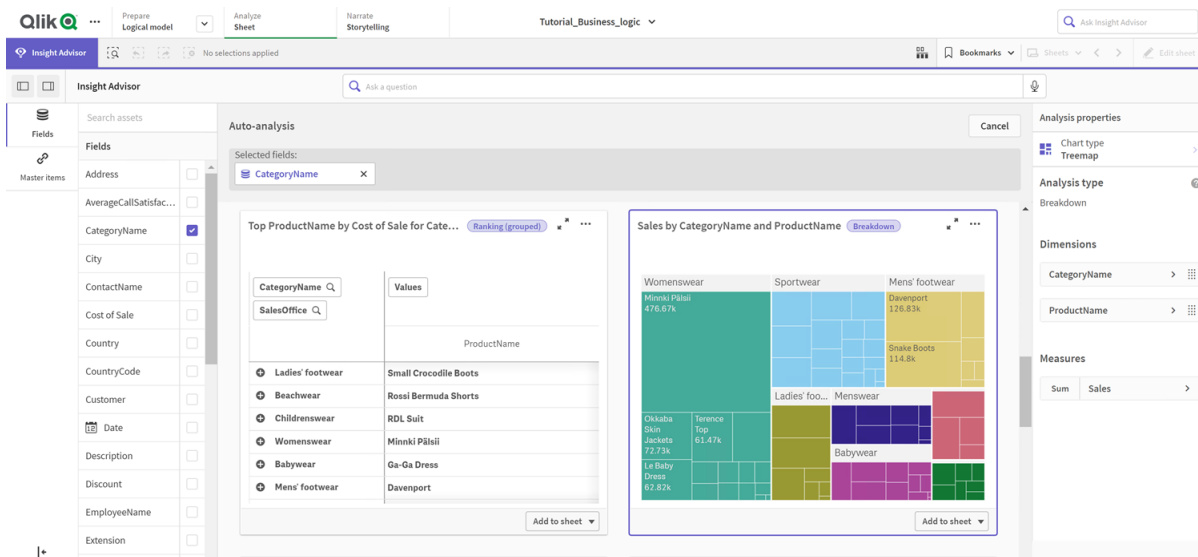 Qlik
Prepare
Logical model
Analyze
Sheet
Narrate
Storytelling
Tutorial_Business_logic
Ask Insight Advisor
Insight Advisor
No selections applied
Bookmarks
Sheets
Edit sheet
Insight Advisor
Ask a question
Fields
Master items
Search assets
Fields
Address
AverageCallSatisfac...
CategoryName
City
ContactName
Cost of Sale
Country
CountryCode
Customer
Date
Description
Discount
EmployeeName
Extension
Auto-analysis
Cancel
Selected fields:
CategoryName
Top ProductName by Cost of Sale for Cate...
Ranking (grouped)
CategoryName
Values
SalesOffice
ProductName
Ladies' footwear
Small Crocodile Boots
Beachwear
Rossi Bermuda Shorts
Childrenswear
RDL Suit
Womenswear
Minnki Pälsii
Babywear
Ga-Ga Dress
Mens' footwear
Davenport
Add to sheet
Sales by CategoryName and ProductName
Breakdown
Womenswear
Sportwear
Mens' footwear
Minnki Pälsii
476.67k
Davenport
126.83k
Snake Boots
114.8k
Ladies' foo...
Menswear
Okkaba
Skin
Jackets
72.73k
Terence
Top
61.47k
Babywear
Le Baby
Dress
62.82k
Add to sheet
Analysis properties
Chart type
Treemap
Analysis type
Breakdown
Dimensions
CategoryName
ProductName
Measures
Sum
Sales